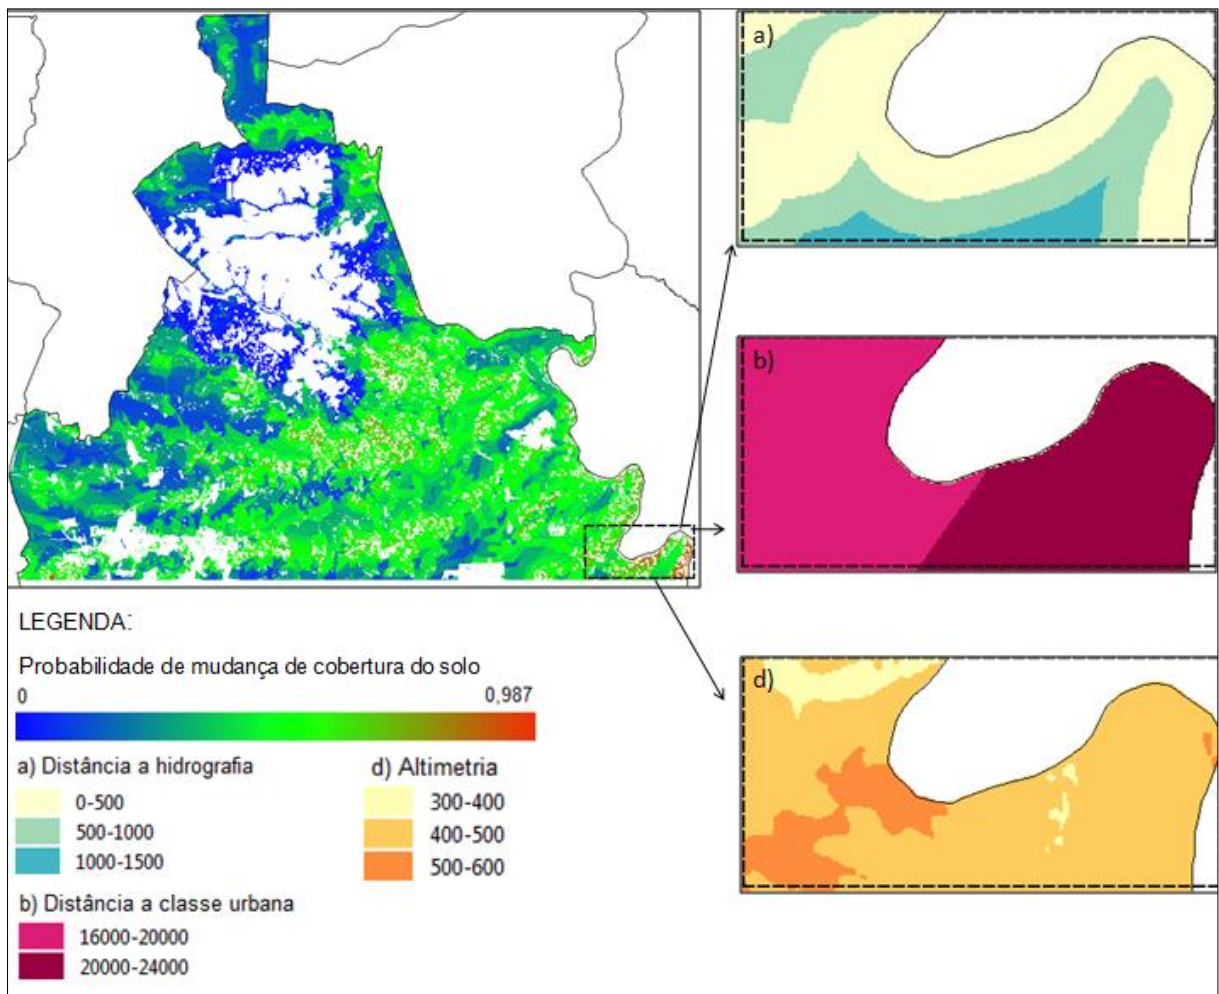 a)
b)
d)
LEGENDA:
Probabilidade de mudança de cobertura do solo
0 0,987
a) Distância a hidrografia
0-500
500-1000
1000-1500
d) Altimetria
300-400
400-500
500-600
b) Distância a classe urbana
16000-20000
20000-24000